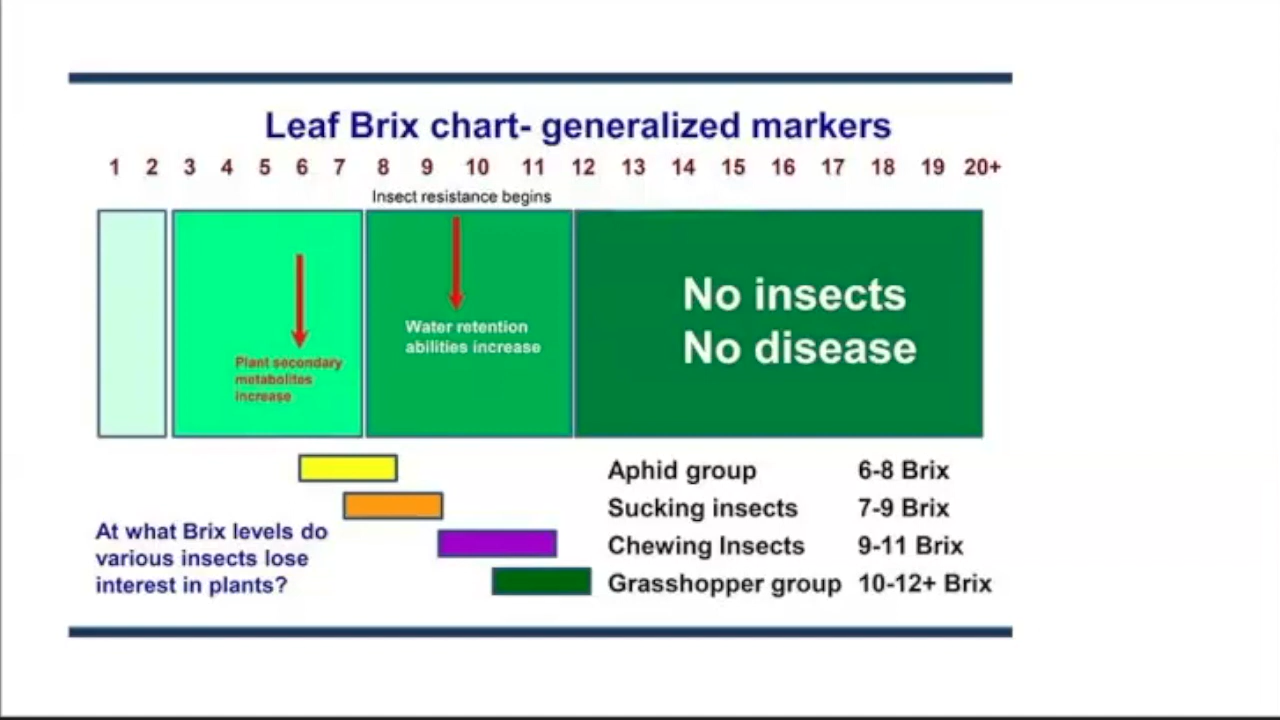 Leaf Brix chart- generalized markers
1 2 3 4 5 6 7 8 9 10 11 12 13 14 15 16 17 18 19 20+
Insect resistance begins
Plant secondary
metabolites
increase
Water retention
abilities increase
No insects
No disease
At what Brix levels do
various insects lose
interest in plants?
Aphid group 6-8 Brix
Sucking insects 7-9 Brix
Chewing Insects 9-11 Brix
Grasshopper group 10-12+ Brix